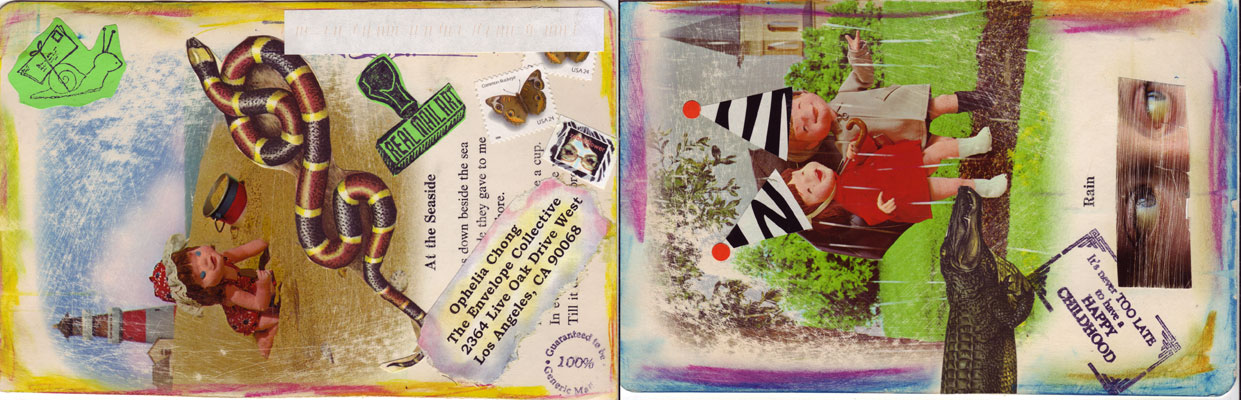 REAL MAIL ART
Common Buckeye
USA 24
USA 24
At the Seaside
down beside the sea
they gave to me
a cup.
In
Till it
Ophelia Chong
The Envelope Collective
2364 Live Oak Drive West
Los Angeles, CA 90068
Guaranteed to be
100%
Generic
Rain
It's never TOO LATE
to have a
HAPPY
CHILDHOOD